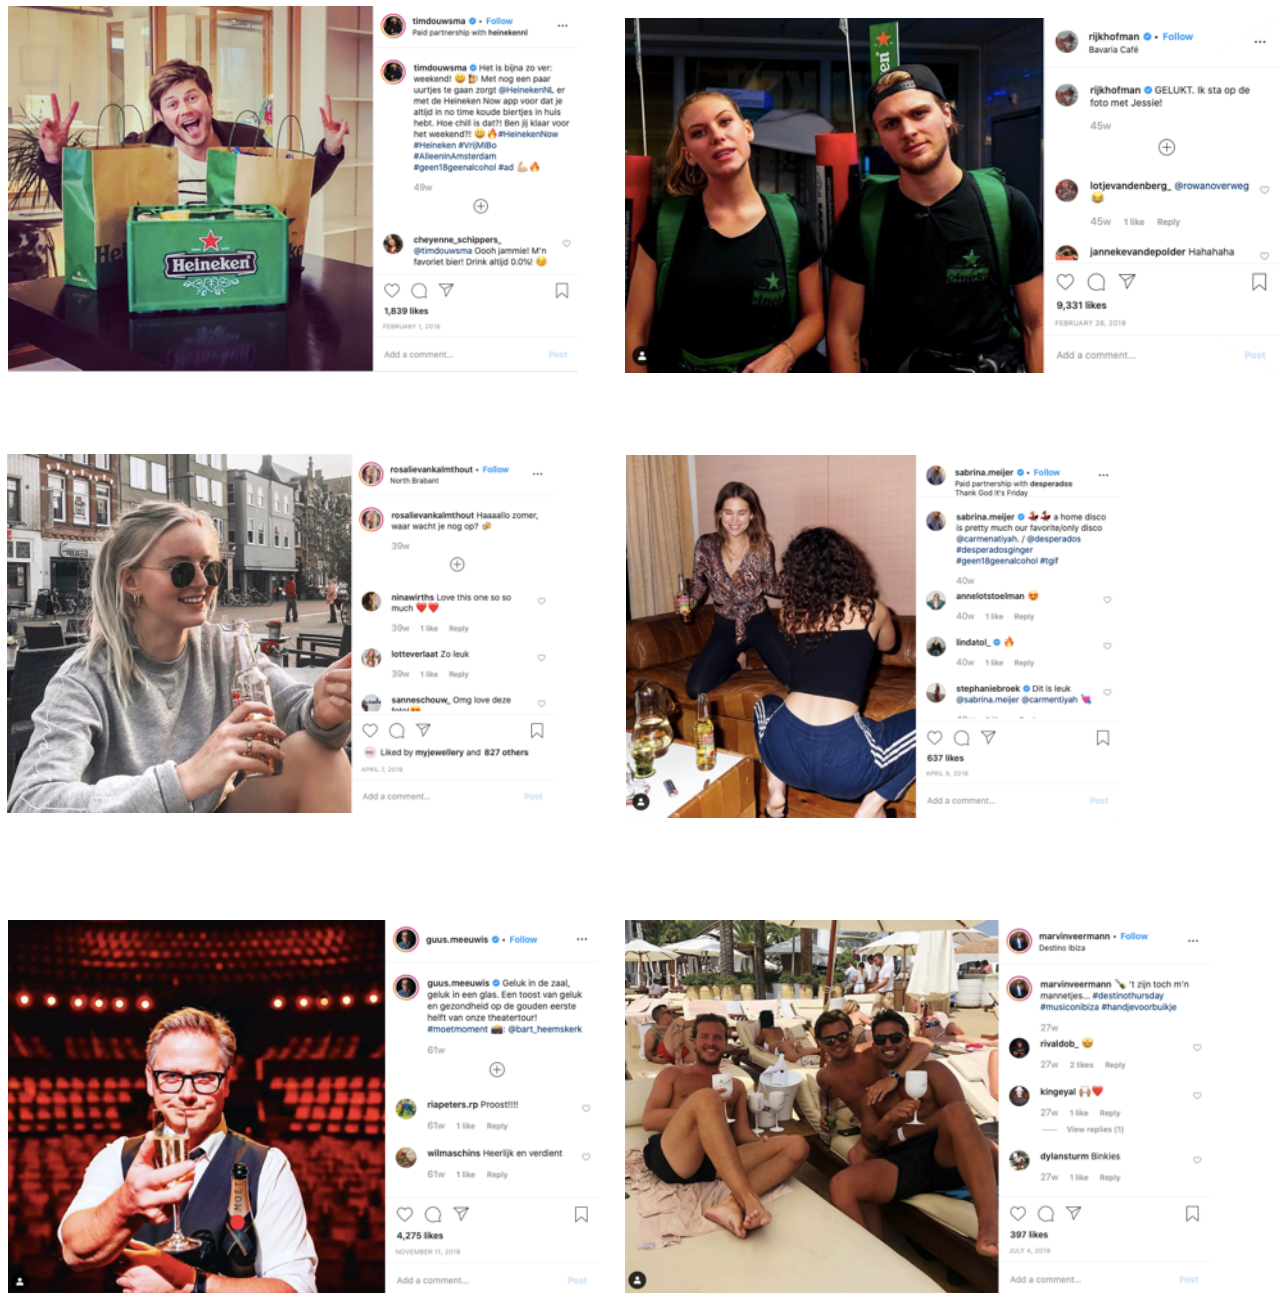 timdouwsma • Follow
Paid partnership with heinekennl
timdouwsma Het is bijna zo ver:
weekend! 😄 🍻 Met nog een paar
uurtjes te gaan zorgt @HeinekenNL er
met de Heineken Now app voor dat je
altijd in no time koude biertjes in huis
hebt. Hoe chill is dat?! Ben jij klaar voor
het weekend?! 😄 🔥#HeinekenNow
#Heineken #VrijMiBo
#AlleenInAmsterdam
#geen18geenalcohol #ad 💪🔥
49w
cheyenne_schippers_
@timdouwsma Oooh jammie! M'n
favoriet bier! Drink altijd 0.0%! 😏
1,839 likes
FEBRUARY 1, 2019
Add a comment...
Post
Heineken
rijkhofman • Follow
Bavaria Café
rijkhofman GELUKT. Ik sta op de
foto met Jessie!
45w
lotjevandenberg_ @rowanoverweg
😂
45w 1 like Reply
jannekevandepolder Hahahaha
9,331 likes
FEBRUARY 28, 2019
Add a comment...
Post
rosalievankalmthout • Follow
North Brabant
rosalievankalmthout Haaaallo zomer,
waar wacht je nog op? 🍻
39w
ninawirths Love this one so so
much ❤️❤️
39w 1 like Reply
lotteverlaat Zo leuk
39w 1 like Reply
sanneschouw_ Omg love deze
foto!😍
Liked by myjewellery and 827 others
APRIL 7, 2019
Add a comment...
Post
sabrina.meijer • Follow
Paid partnership with desperados
Thank God It's Friday
sabrina.meijer 💃 💃 a home disco
is pretty much our favorite/only disco
@carmenatiyah. / @desperados
#desperadosginger
#geen18geenalcohol #tgif
40w
annelotstoelman 😍
40w 1 like Reply
lindatol_ 🔥
40w 1 like Reply
stephaniebroek Dit is leuk
@sabrina.meijer @carmentiyah 💘
637 likes
APRIL 5, 2019
Add a comment...
Post
guus.meeuwis • Follow
guus.meeuwis Geluk in de zaal,
geluk in een glas. Een toost van geluk
en gezondheid op de gouden eerste
helft van onze theatertour!
#moetmoment 📸: @bart_heemskerk
61w
riapeters.rp Proost!!!!
61w 1 like Reply
wilmaschins Heerlijk en verdient
61w 1 like Reply
4,275 likes
NOVEMBER 11, 2018
Add a comment...
Post
marvinveermann • Follow
Destino Ibiza
marvinveermann 🍾 't zijn toch m'n
mannetjes... #destinothursday
#musiconibiza #handjevoorbuikje
27w
rivaldob_ 🤩
27w 2 likes Reply
kingeyal 🙌❤️
27w 1 like Reply
View replies (1)
dylansturm Binkies
27w 1 like Reply
397 likes
JULY 4, 2019
Add a comment...
Post